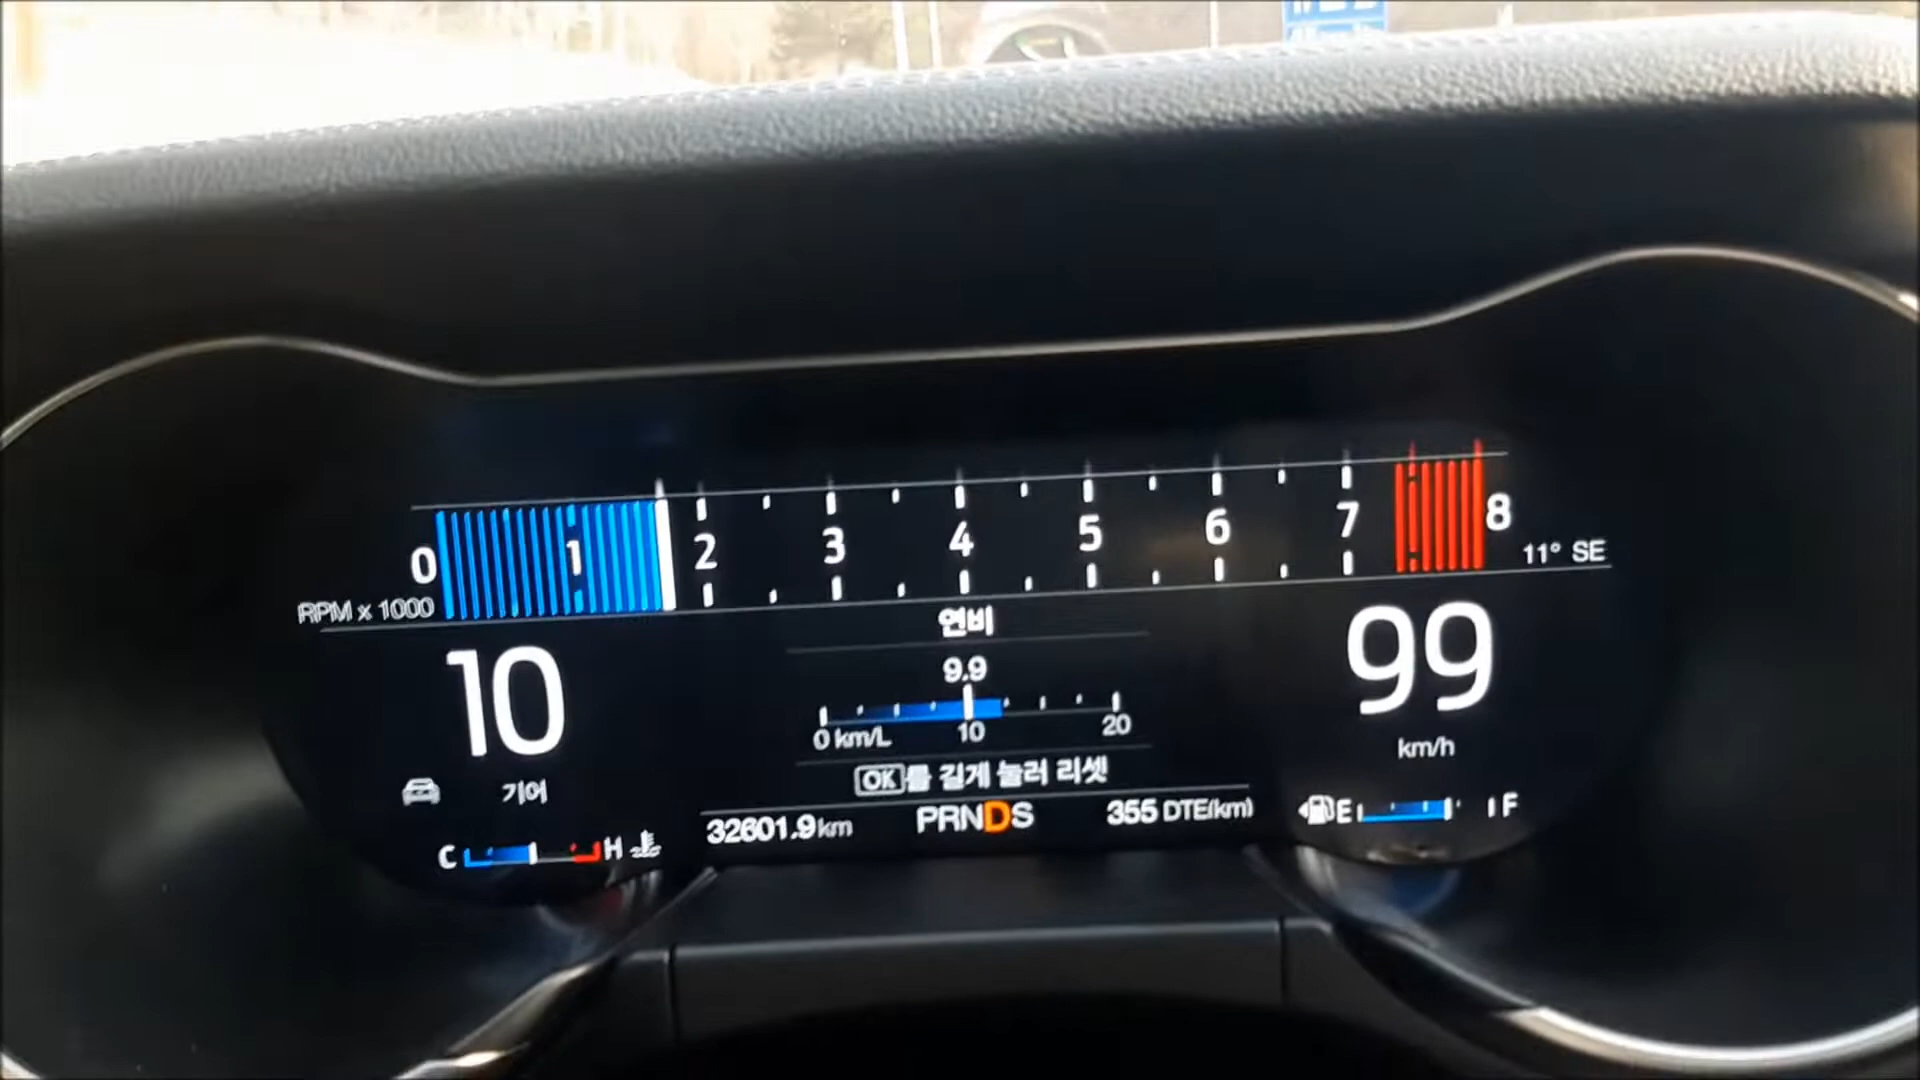 0 1 2 3 4 5 6 7 8
11° SE
RPM x 1000
연비
10
99
9.9
0 km/L 10 20
km/h
기어
OK를 길게 눌러 리셋
32601.9km
PRNDS
355 DTE(km)
E F
C H